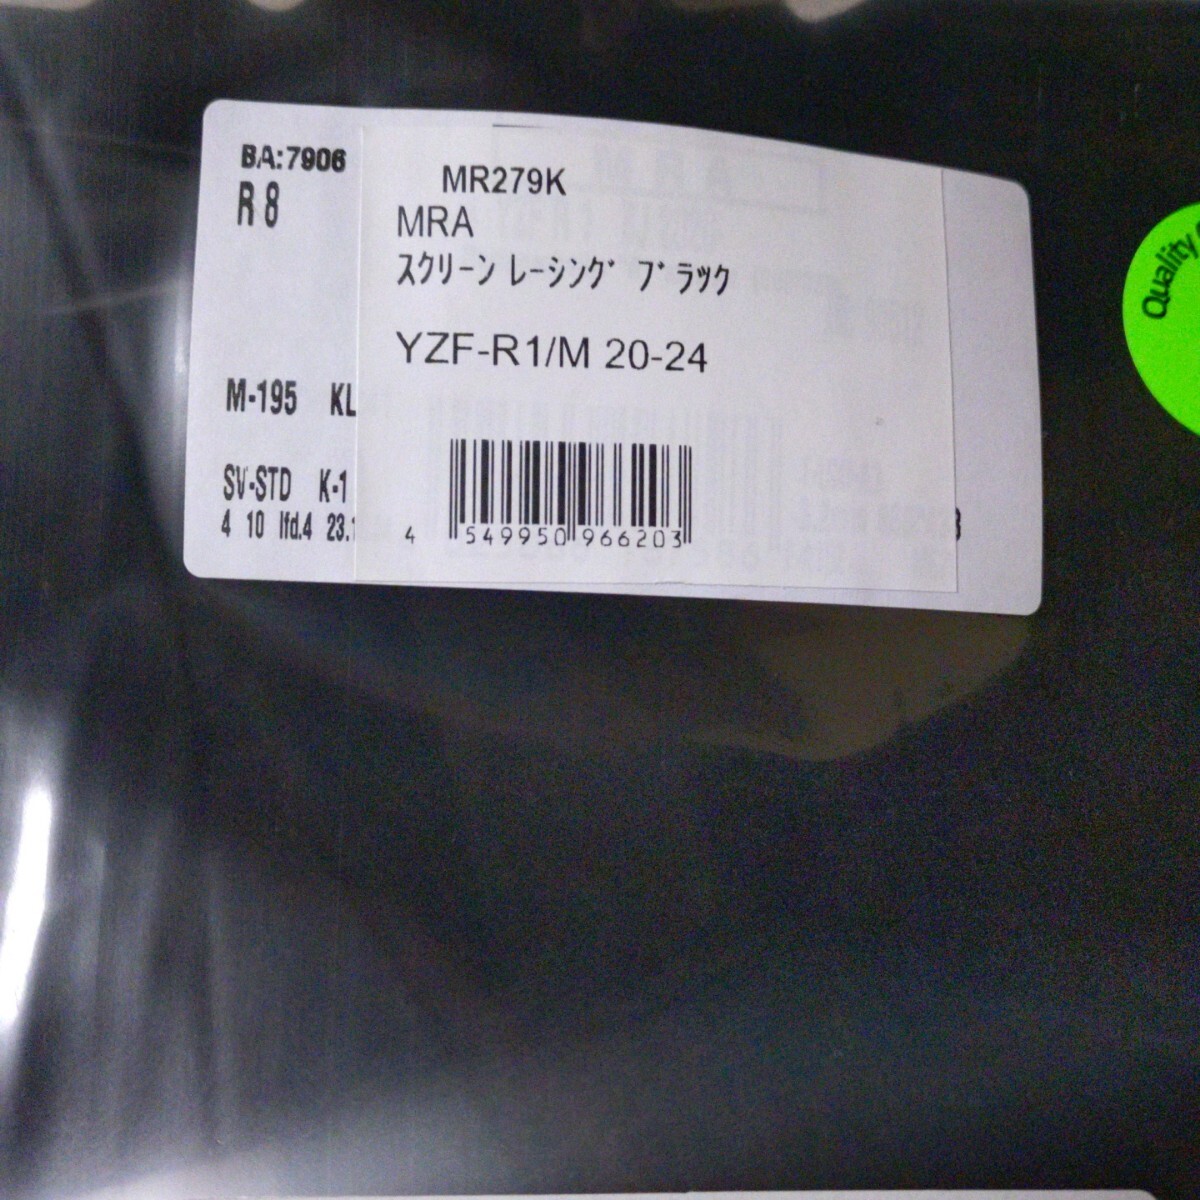 BA:7906
R 8
MR279K
MRA
ｽｸﾘｰﾝ ﾚｰｼﾝｸﾞ ﾌﾞﾗｯｸ
YZF-R1/M 20-24
M-195 KL
SV-STD K-1
4 10 lfd.4 23.
4 549950 966203
Quality